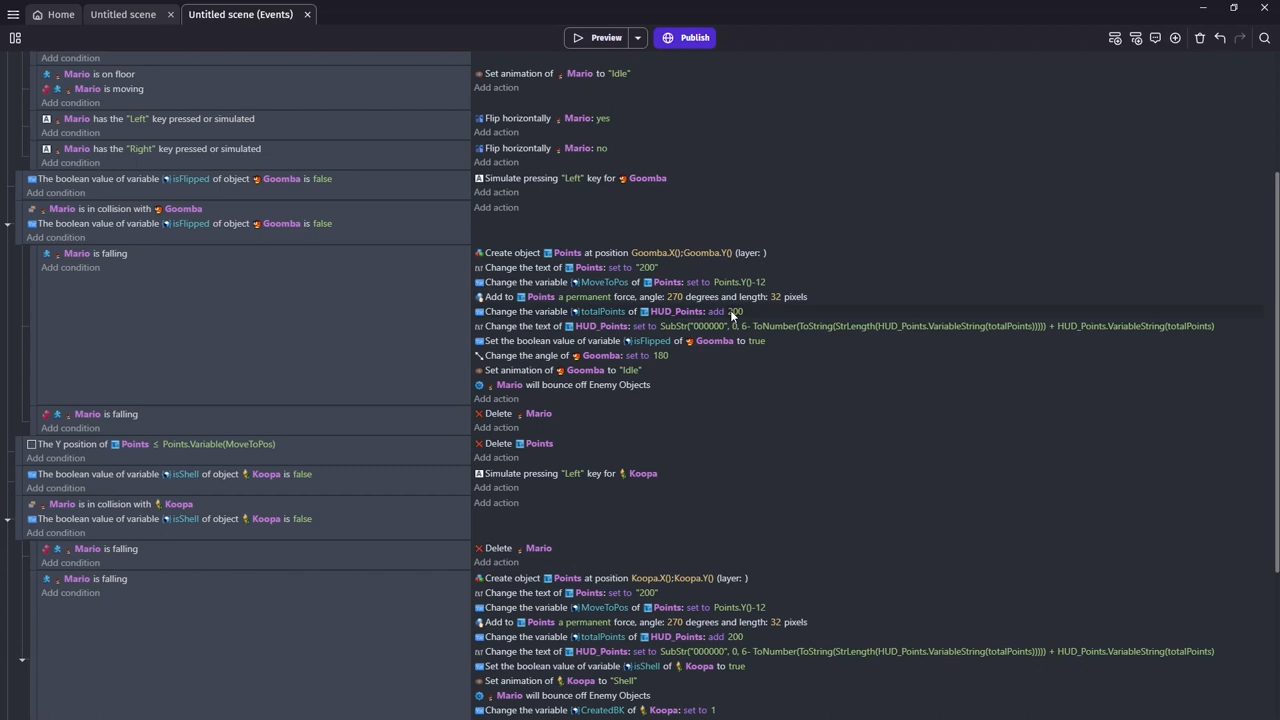 Home
Untitled scene
Untitled scene (Events)
Preview
Publish
Add condition
Mario is on floor
Mario is moving
Add condition
Set animation of Mario to "Idle"
Add action
Mario has the "Left" key pressed or simulated
Add condition
Flip horizontally Mario: yes
Add action
Mario has the "Right" key pressed or simulated
Add condition
Flip horizontally Mario: no
Add action
The boolean value of variable isFlipped of object Goomba is false
Add condition
Simulate pressing "Left" key for Goomba
Add action
Mario is in collision with Goomba
The boolean value of variable isFlipped of object Goomba is false
Add condition
Add action
Mario is falling
Add condition
Create object Points at position Goomba.X();Goomba.Y() (layer: )
Change the text of Points: set to "200"
Change the variable MoveToPos of Points: set to Points.Y()-12
Add to Points a permanent force, angle: 270 degrees and length: 32 pixels
Change the variable totalPoints of HUD_Points: add 200
Change the text of HUD_Points: set to SubStr("000000", 0, 6- ToNumber(ToString(StrLength(HUD_Points.VariableString(totalPoints))))) + HUD_Points.VariableString(totalPoints)
Set the boolean value of variable isFlipped of Goomba to true
Change the angle of Goomba: set to 180
Set animation of Goomba to "Idle"
Mario will bounce off Enemy Objects
Add action
Mario is falling
Add condition
Delete Mario
Add action
The Y position of Points ≤ Points.Variable(MoveToPos)
Add condition
Delete Points
Add action
The boolean value of variable isShell of object Koopa is false
Add condition
Simulate pressing "Left" key for Koopa
Add action
Mario is in collision with Koopa
The boolean value of variable isShell of object Koopa is false
Add condition
Add action
Mario is falling
Add condition
Delete Mario
Add action
Mario is falling
Add condition
Create object Points at position Koopa.X();Koopa.Y() (layer: )
Change the text of Points: set to "200"
Change the variable MoveToPos of Points: set to Points.Y()-12
Add to Points a permanent force, angle: 270 degrees and length: 32 pixels
Change the variable totalPoints of HUD_Points: add 200
Change the text of HUD_Points: set to SubStr("000000", 0, 6- ToNumber(ToString(StrLength(HUD_Points.VariableString(totalPoints))))) + HUD_Points.VariableString(totalPoints)
Set the boolean value of variable isShell of Koopa to true
Set animation of Koopa to "Shell"
Mario will bounce off Enemy Objects
Change the variable CreatedBK of Koopa: set to 1